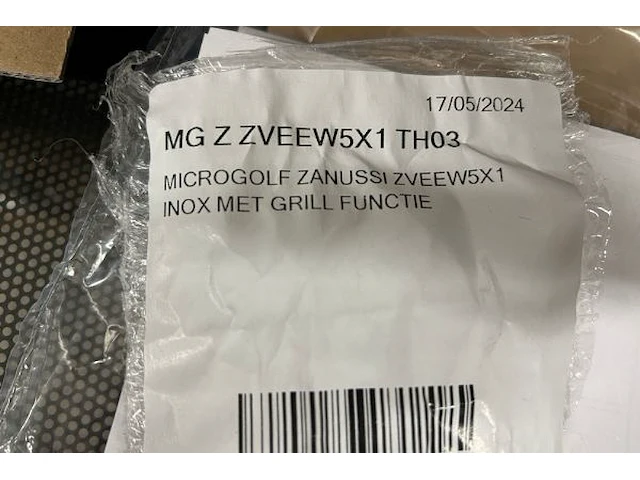 17/05/2024
MG Z ZVEEW5X1 TH03
MICROGOLF ZANUSSI ZVEEW5X1
INOX MET GRILL FUNCTIE